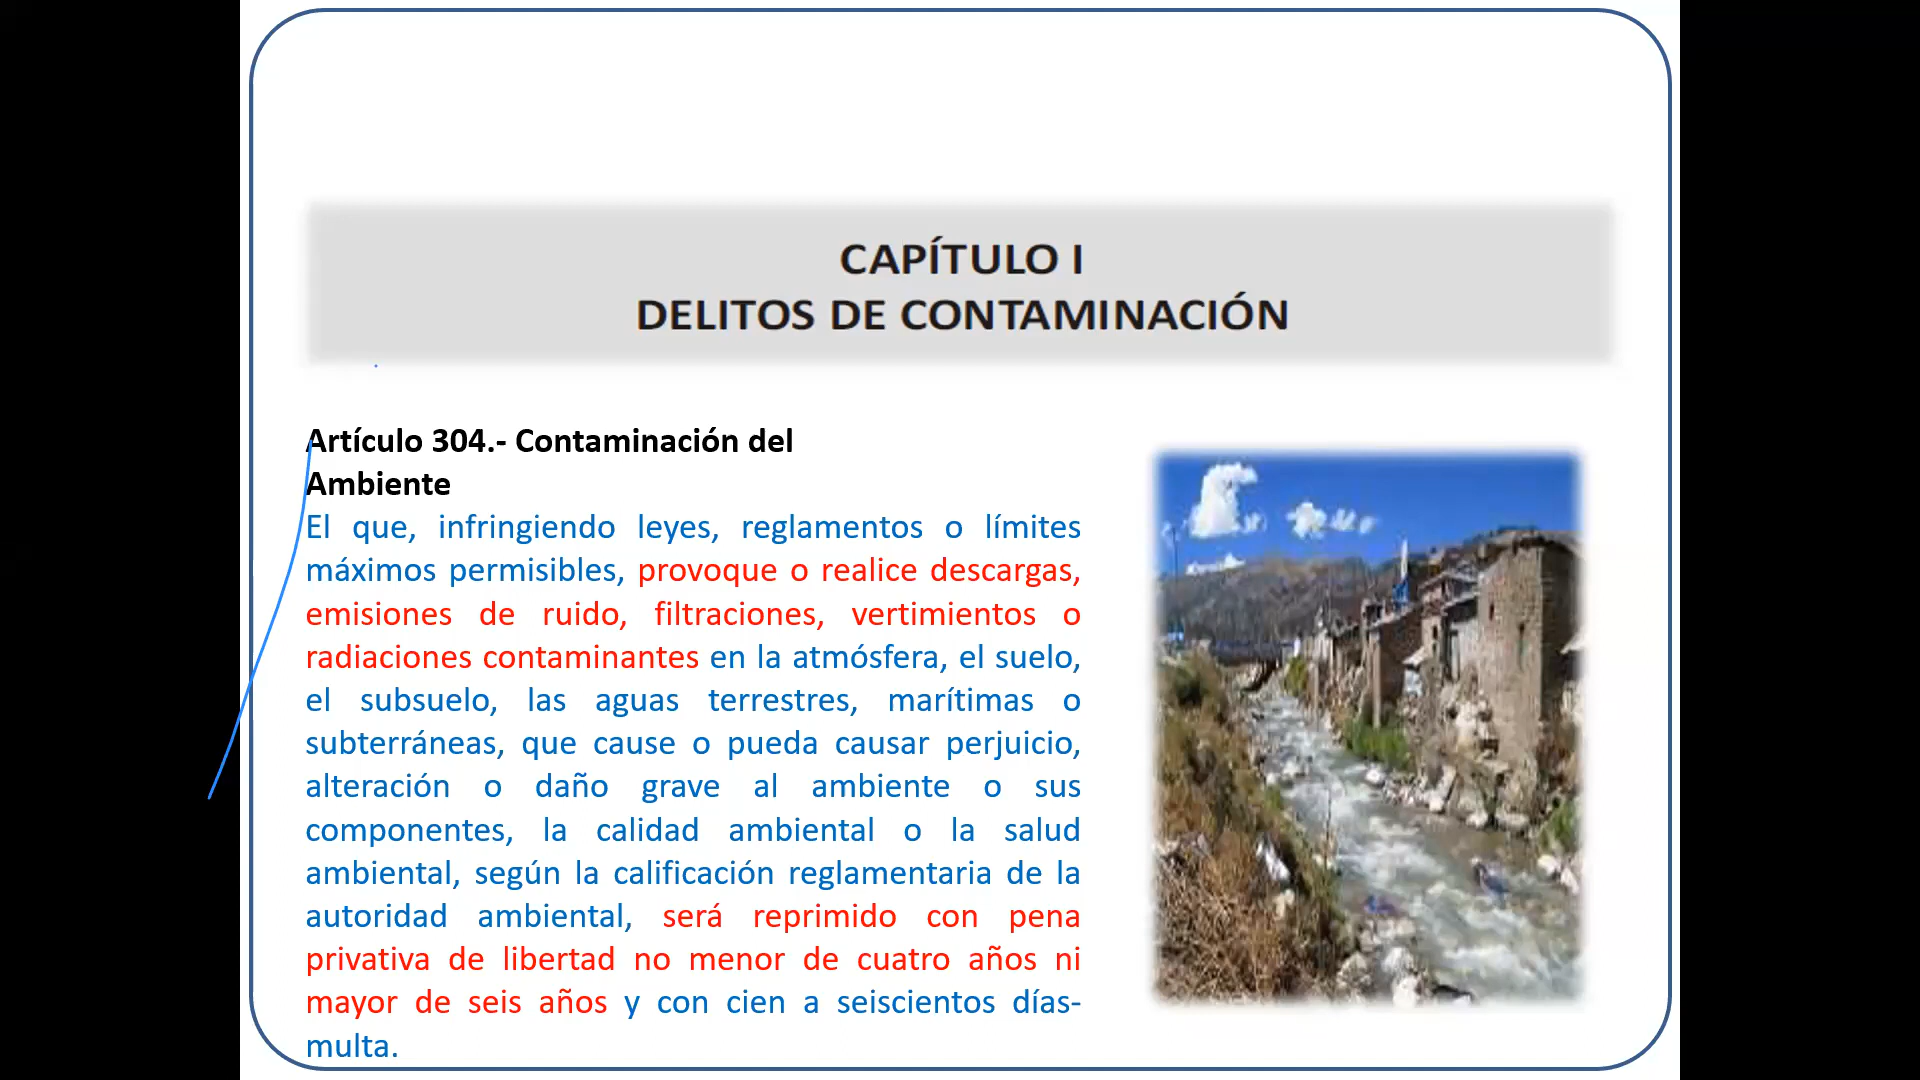 CAPÍTULO I
DELITOS DE CONTAMINACIÓN
Artículo 304.- Contaminación del
Ambiente
El que, infringiendo leyes, reglamentos o límites
máximos permisibles, provoque o realice descargas,
emisiones de ruido, filtraciones, vertimientos o
radiaciones contaminantes en la atmósfera, el suelo,
el subsuelo, las aguas terrestres, marítimas o
subterráneas, que cause o pueda causar perjuicio,
alteración o daño grave al ambiente o sus
componentes, la calidad ambiental o la salud
ambiental, según la calificación reglamentaria de la
autoridad ambiental, será reprimido con pena
privativa de libertad no menor de cuatro años ni
mayor de seis años y con cien a seiscientos días-
multa.